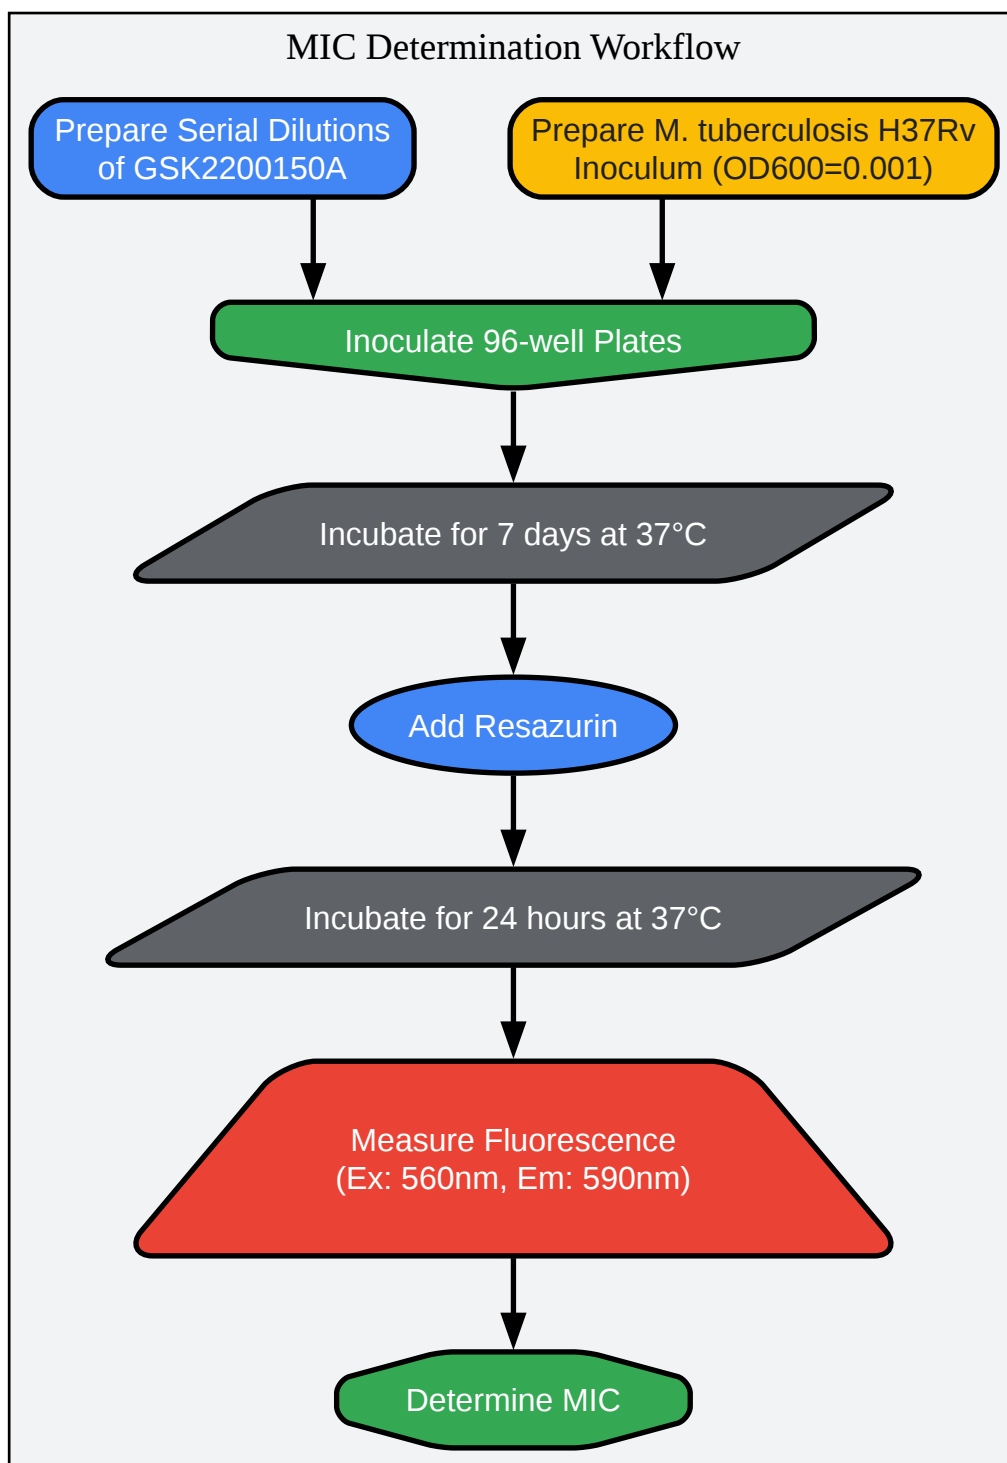 MIC Determination Workflow
Prepare Serial Dilutions
of GSK2200150A
Prepare M. tuberculosis H37Rv
Inoculum (OD600=0.001)
Inoculate 96-well Plates
Incubate for 7 days at 37°C
Add Resazurin
Incubate for 24 hours at 37°C
Measure Fluorescence
(Ex: 560nm, Em: 590nm)
Determine MIC